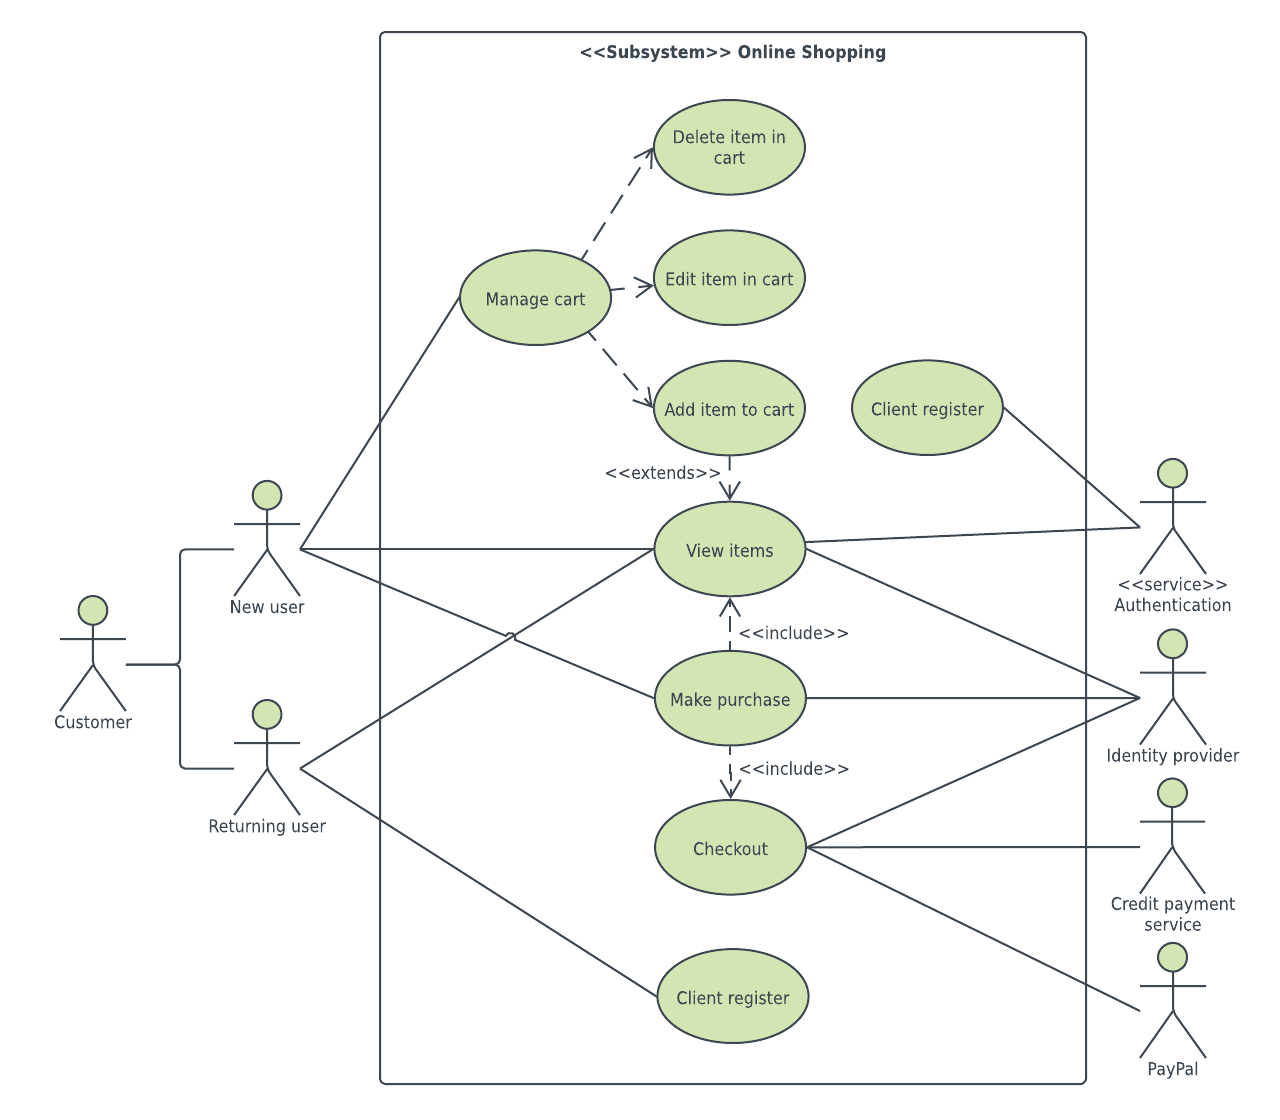 <<Subsystem>> Online Shopping
Delete item in
cart
Edit item in cart
Manage cart
Add item to cart
Client register
<<extends>>
View items
<<service>>
Authentication
New user
<<include>>
Customer
Make purchase
Identity provider
<<include>>
Returning user
Checkout
Credit payment
service
Client register
PayPal